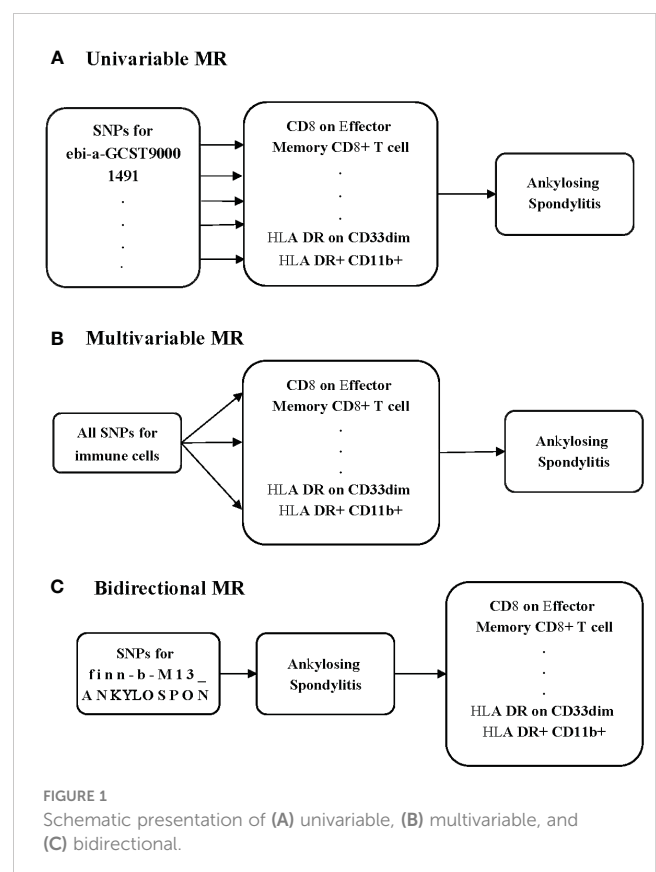 A Univariable MR
SNPs for
ebi-a-GCST9000
1491
.
.
.
.
CD8 on Effector
Memory CD8+ T cell
.
.
.
HLA DR on CD33dim
HLA DR+ CD11b+
Ankylosing
Spondylitis
B Multivariable MR
All SNPs for
immune cells
CD8 on Effector
Memory CD8+ T cell
.
.
.
HLA DR on CD33dim
HLA DR+ CD11b+
Ankylosing
Spondylitis
C Bidirectional MR
SNPs for
finn-b-M13_
ANKYLOSPON
Ankylosing
Spondylitis
CD8 on Effector
Memory CD8+ T cell
.
.
.
HLA DR on CD33dim
HLA DR+ CD11b+
FIGURE 1
Schematic presentation of (A) univariable, (B) multivariable, and
(C) bidirectional.